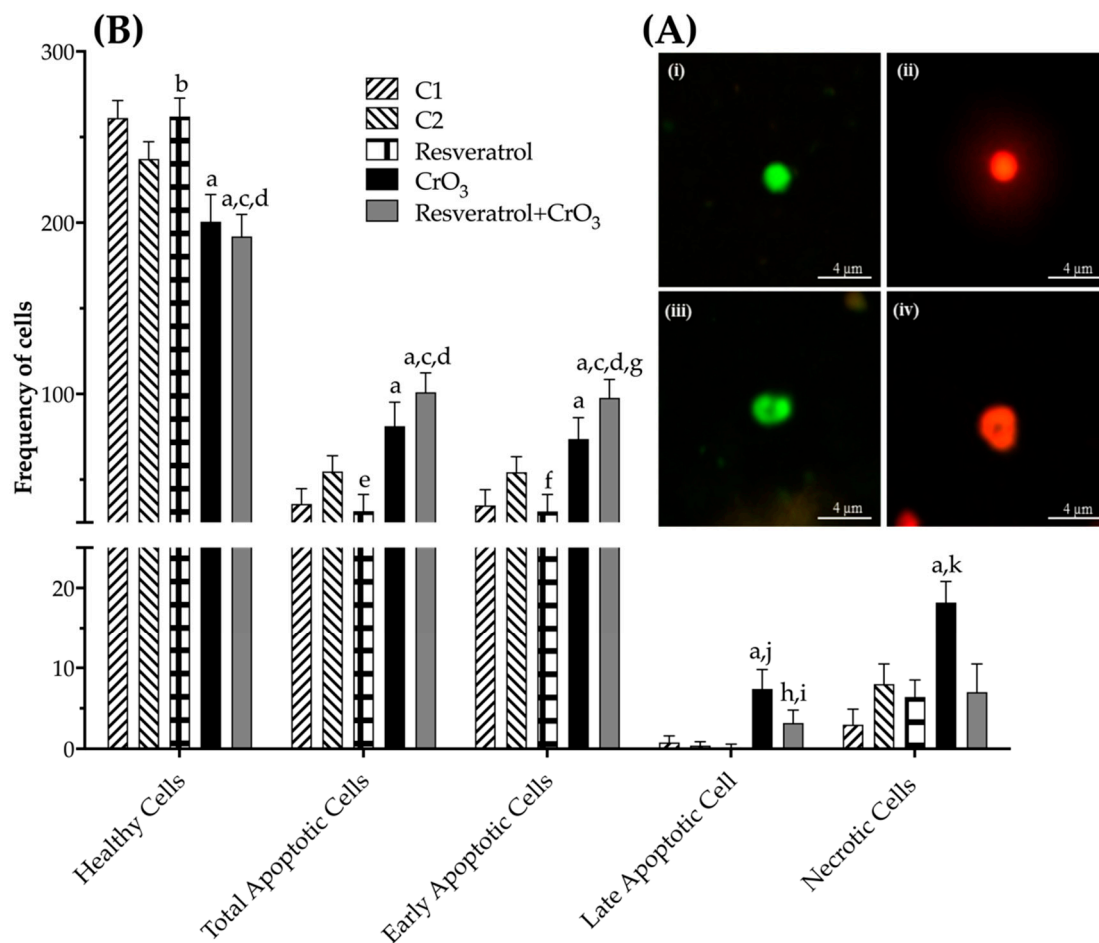 (B)
(A)
300
200
100
20
10
0
Frequency of cells
C1
C2
Resveratrol
CrO₃
Resveratrol+CrO₃
b
a
a,c,d
e
a
a,c,d
f
a
a,c,d,g
a,j
h,i
a,k
Healthy Cells
Total Apoptotic Cells
Early Apoptotic Cells
Late Apoptotic Cell
Necrotic Cells
(i)
4 µm
(ii)
4 µm
(iii)
4 µm
(iv)
4 µm